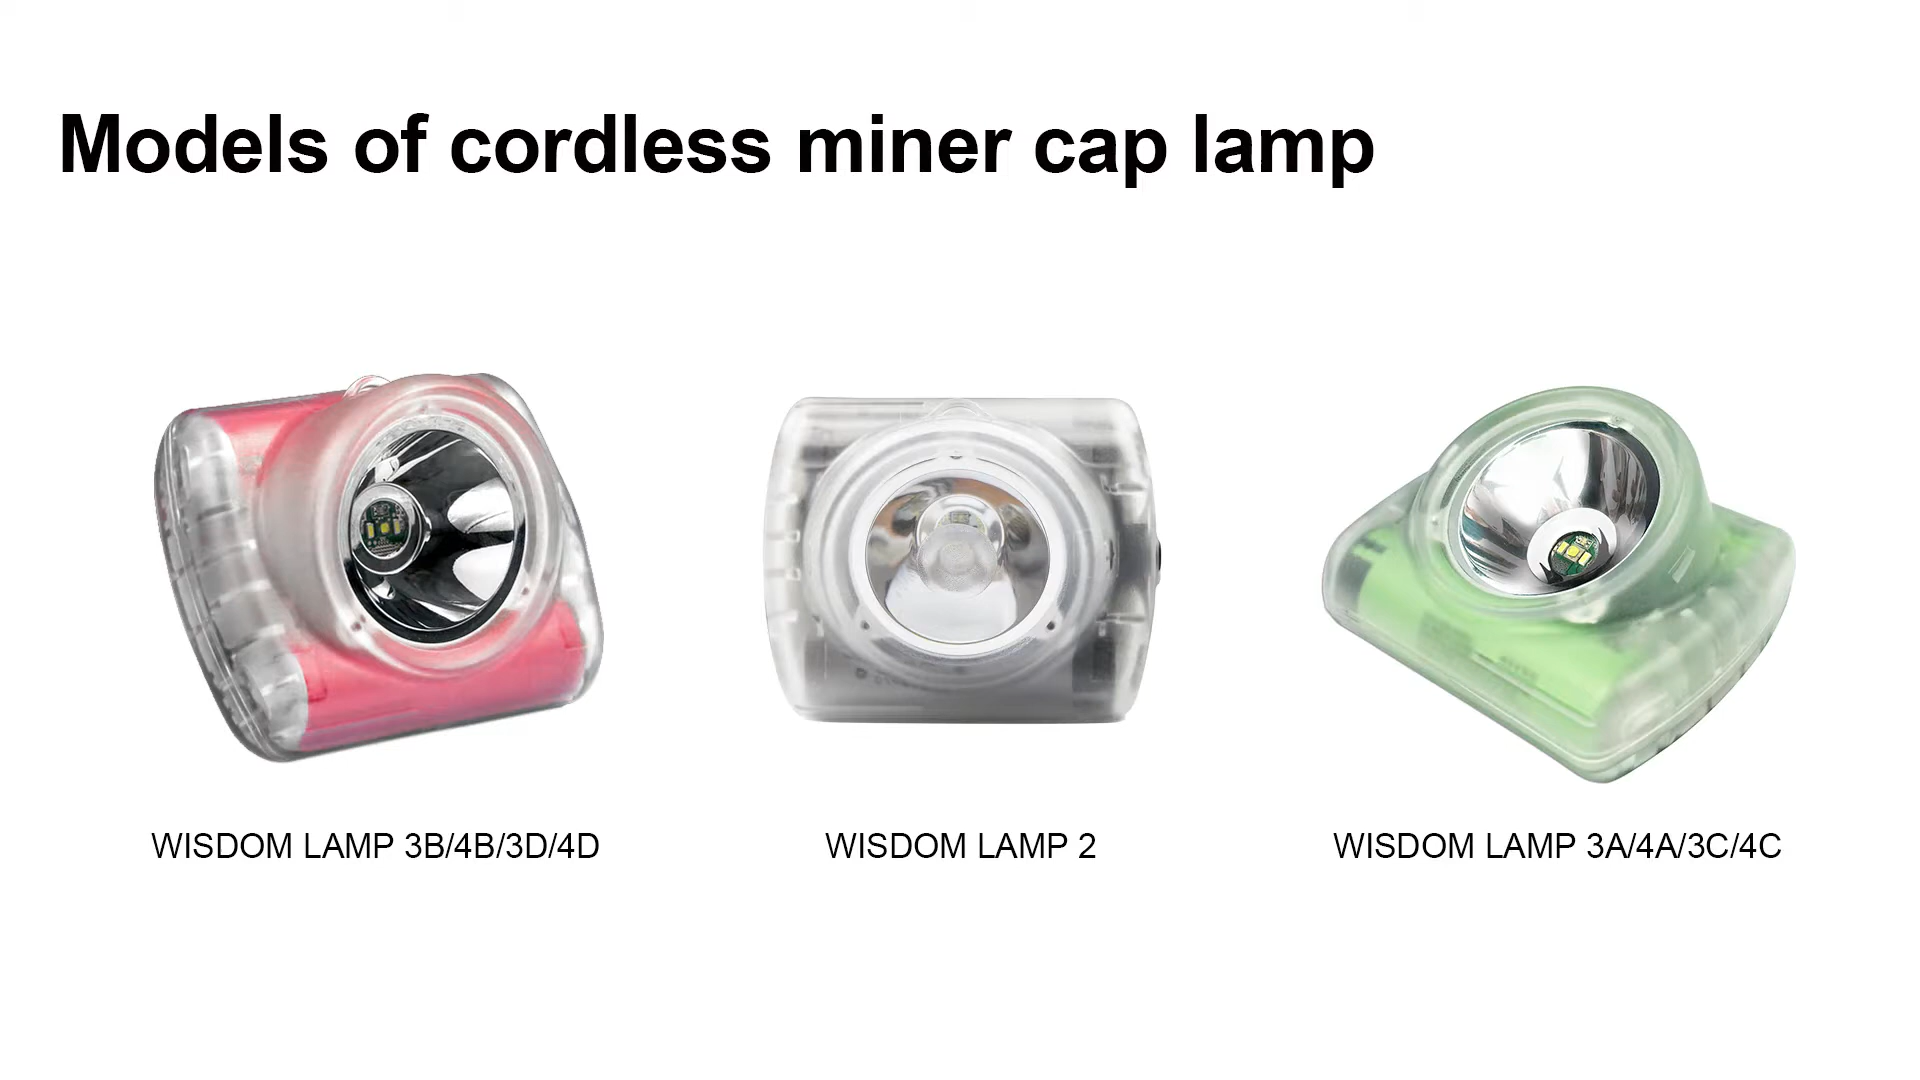 Models of cordless miner cap lamp
WISDOM LAMP 3B/4B/3D/4D
WISDOM LAMP 2
WISDOM LAMP 3A/4A/3C/4C